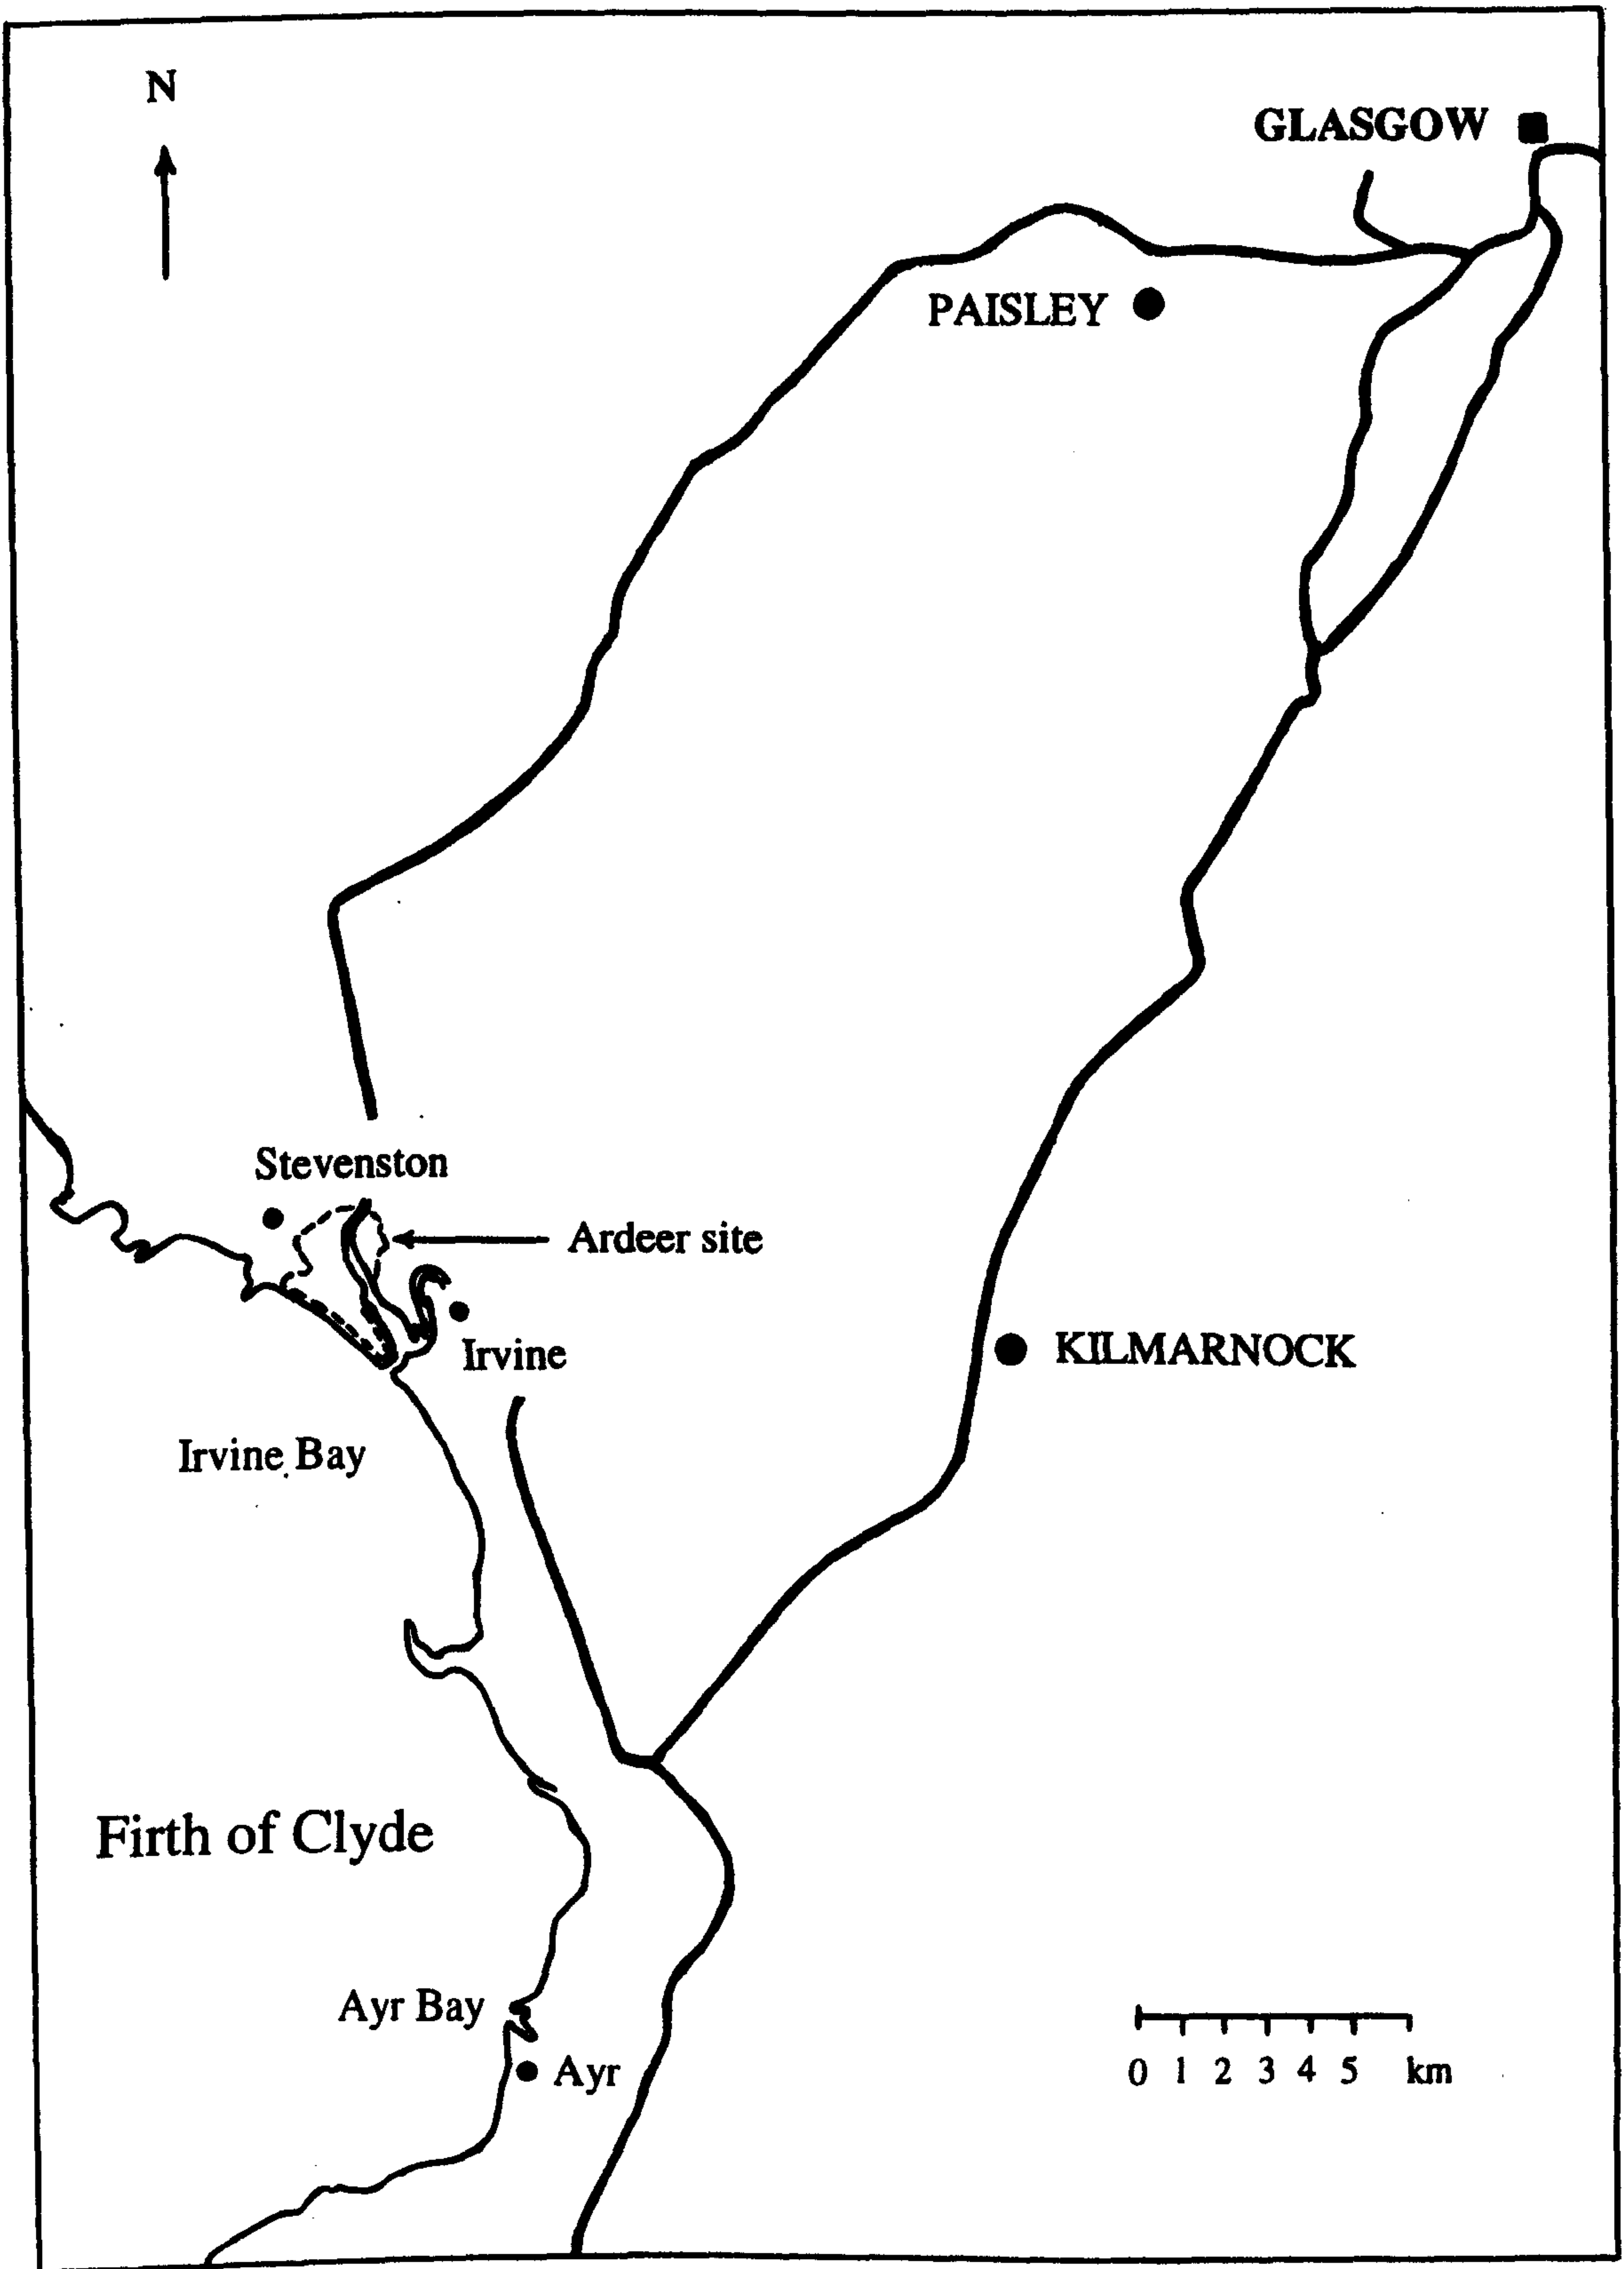 N
GLASGOW
PAISLEY
Stevenston
Ardeer site
Irvine
KILMARNOCK
Irvine Bay
Firth of Clyde
Ayr Bay
Ayr
0 1 2 3 4 5 km